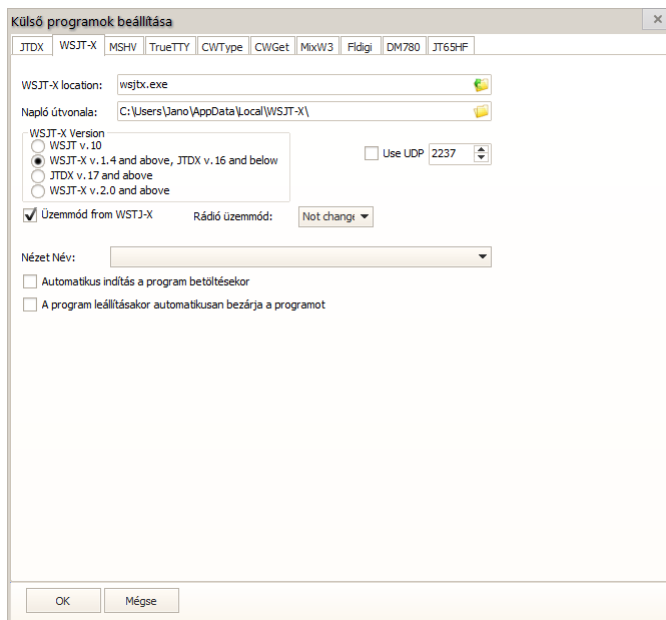 Külső programok beállítása
JTDX WSJT-X MSHV TrueTTY CWType CWGet MixW3 Fldigi DM780 JT65HF
WSJT-X location: wsjtx.exe
Napló útvonala: C:\Users\Jano\AppData\Local\WSJT-X\
WSJT-X Version
WSJT v.10
WSJT-X v.1.4 and above, JTDX v.16 and below
JTDX v.17 and above
WSJT-X v.2.0 and above
Use UDP 2237
Üzemmód from WSTJ-X Rádió üzemmód: Not change
Nézet Név:
Automatikus indítás a program betöltésekor
A program leállításakor automatikusan bezárja a programot
OK Mégse